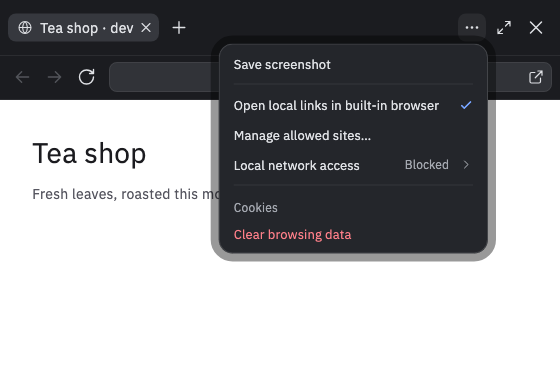 Tea shop · dev
Save screenshot
Open local links in built-in browser
Manage allowed sites...
Local network access Blocked
Cookies
Clear browsing data
Tea shop
Fresh leaves, roasted this